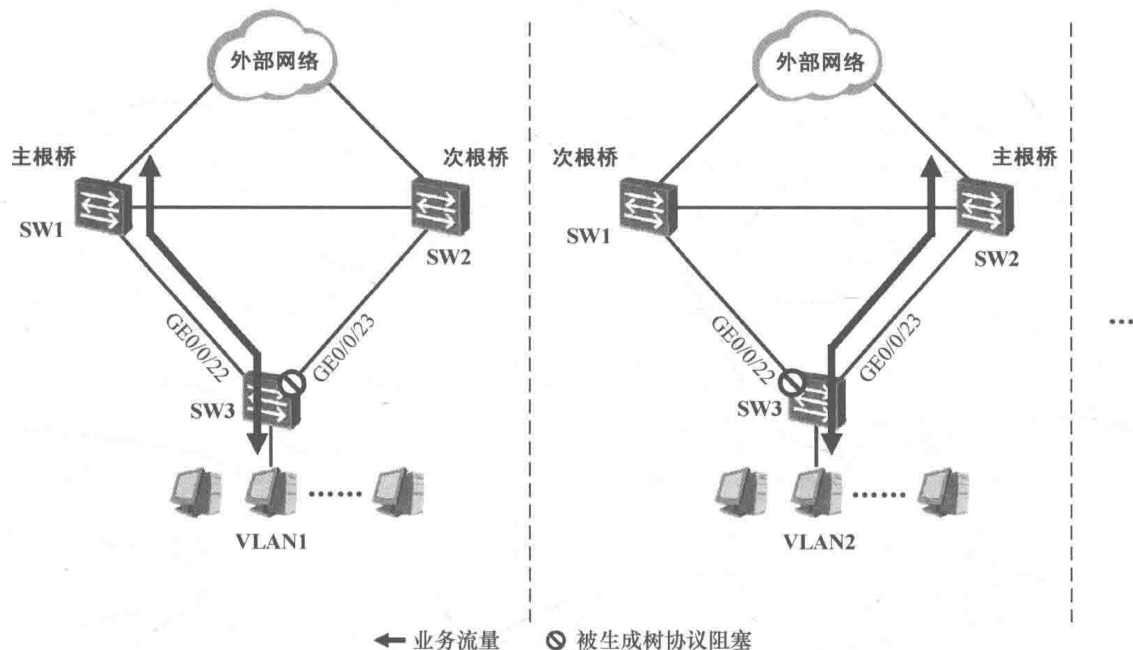 外部网络
主根桥
次根桥
SW1
SW2
GE0/0/22
GE0/0/23
SW3
......
VLAN1
外部网络
次根桥
主根桥
SW1
SW2
GE0/0/22
GE0/0/23
SW3
......
VLAN2
...
业务流量
被生成树协议阻塞